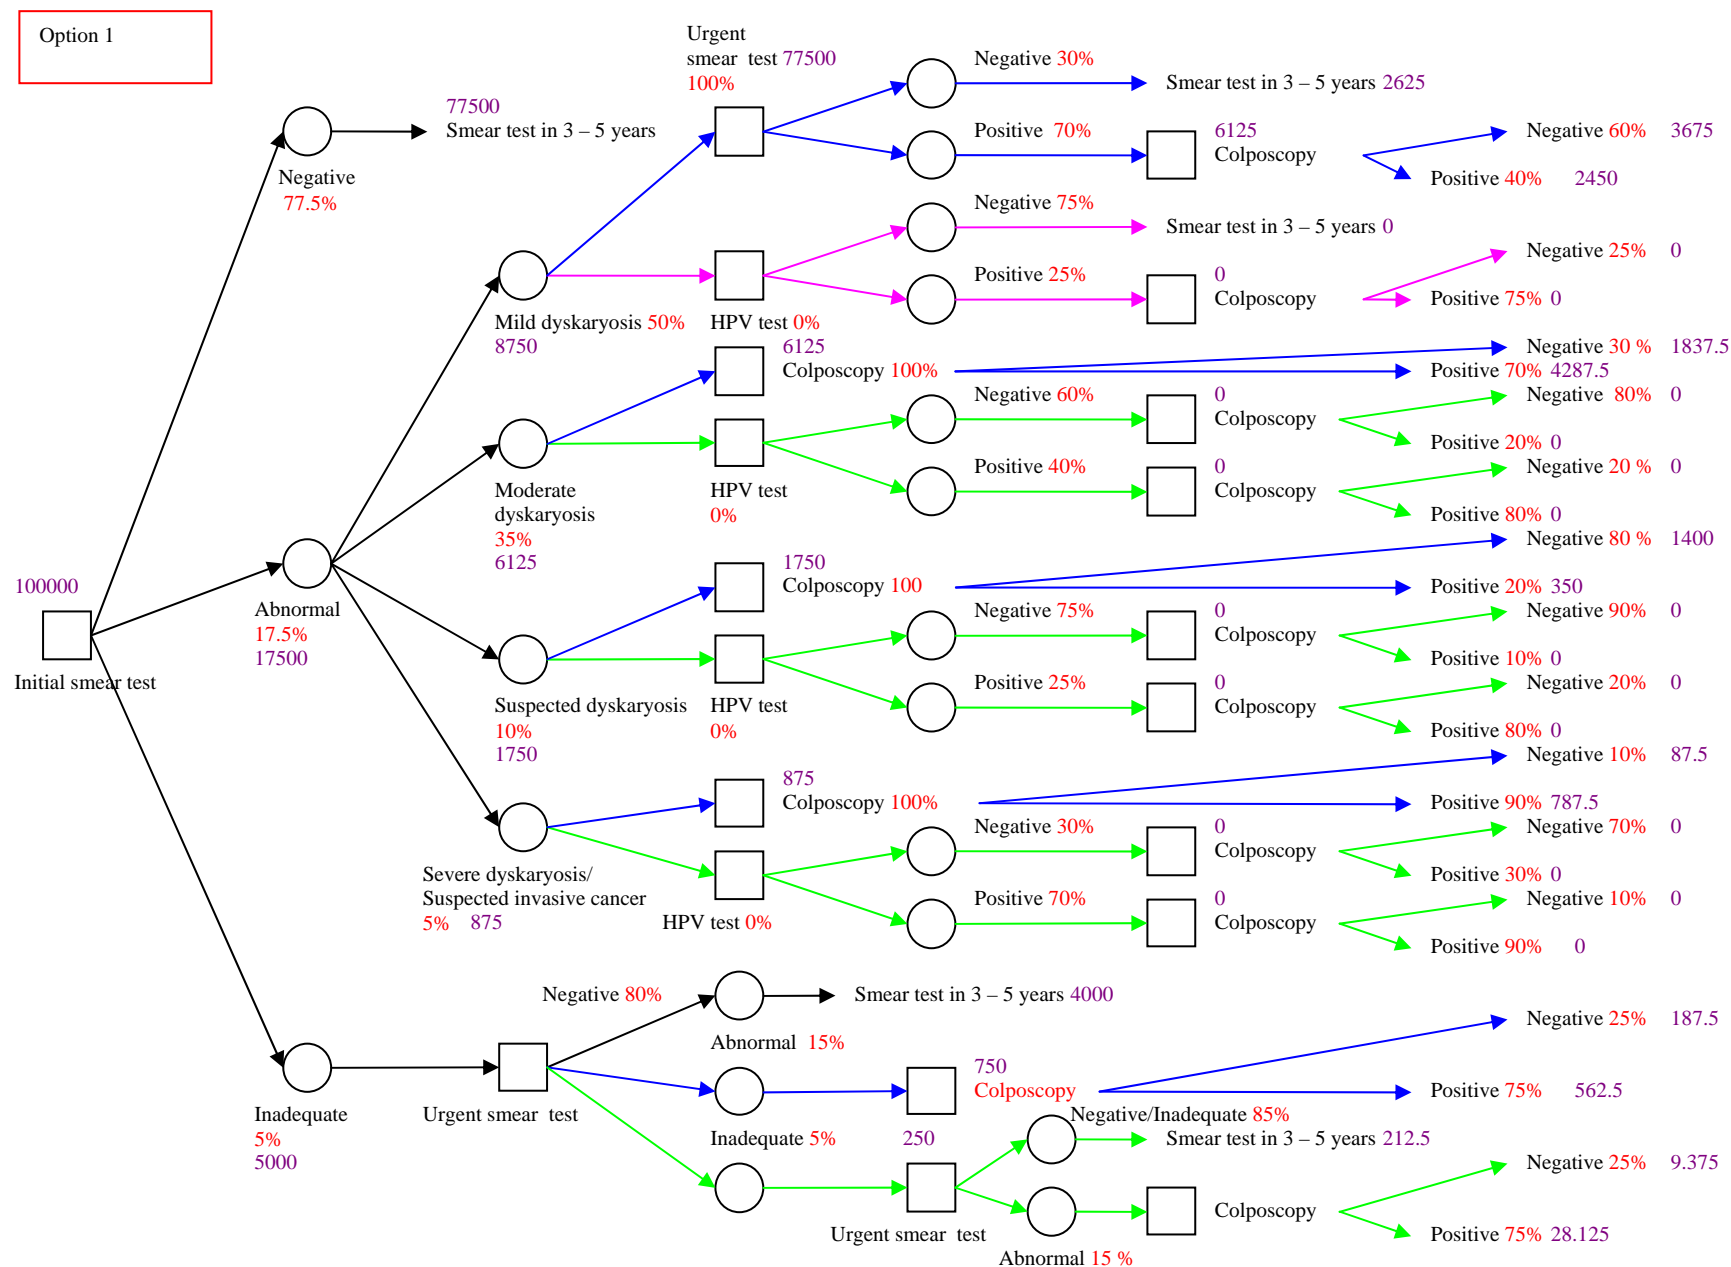 Option 1
Urgent
smear test 77500
100%
Negative 30%
Smear test in 3 – 5 years 2625
77500
Smear test in 3 – 5 years
Positive 70%
6125
Colposcopy
Negative 60% 3675
Positive 40% 2450
Negative
77.5%
Negative 75%
Smear test in 3 – 5 years 0
Negative 25% 0
Positive 25%
0
Colposcopy
Positive 75% 0
Mild dyskaryosis 50%
8750
HPV test 0%
6125
Colposcopy 100%
Negative 30 % 1837.5
Positive 70% 4287.5
Negative 60%
0
Colposcopy
Negative 80% 0
Positive 20% 0
Positive 40%
0
Colposcopy
Negative 20 % 0
Positive 80% 0
Moderate
dyskaryosis
35%
6125
HPV test
0%
1750
Colposcopy 100
Negative 80 % 1400
Positive 20% 350
100000
Initial smear test
Abnormal
17.5%
17500
Negative 75%
0
Colposcopy
Negative 90% 0
Positive 10% 0
Positive 25%
0
Colposcopy
Negative 20% 0
Positive 80% 0
Suspected dyskaryosis
10%
1750
HPV test
0%
875
Colposcopy 100%
Negative 10% 87.5
Positive 90% 787.5
Negative 30%
0
Colposcopy
Negative 70% 0
Positive 30% 0
Severe dyskaryosis/
Suspected invasive cancer
5% 875
HPV test 0%
Positive 70%
0
Colposcopy
Negative 10% 0
Positive 90% 0
Negative 80%
Smear test in 3 – 5 years 4000
Abnormal 15%
750
Colposcopy
Negative 25% 187.5
Positive 75% 562.5
Inadequate
5%
5000
Urgent smear test
Inadequate 5% 250
Negative/Inadequate 85%
Smear test in 3 – 5 years 212.5
Urgent smear test
Abnormal 15 %
Colposcopy
Negative 25% 9.375
Positive 75% 28.125